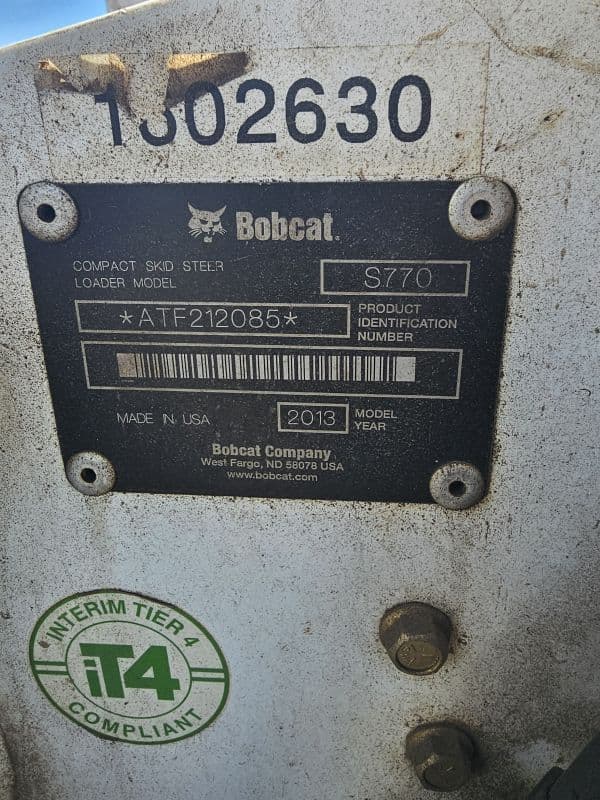 1302630
Bobcat.
COMPACT SKID STEER
LOADER MODEL
S770
*ATF212085*
PRODUCT
IDENTIFICATION
NUMBER
MADE IN USA
2013
MODEL
YEAR
Bobcat Company
West Fargo, ND 58078 USA
www.bobcat.com
INTERIM TIER 4
iT4
COMPLIANT